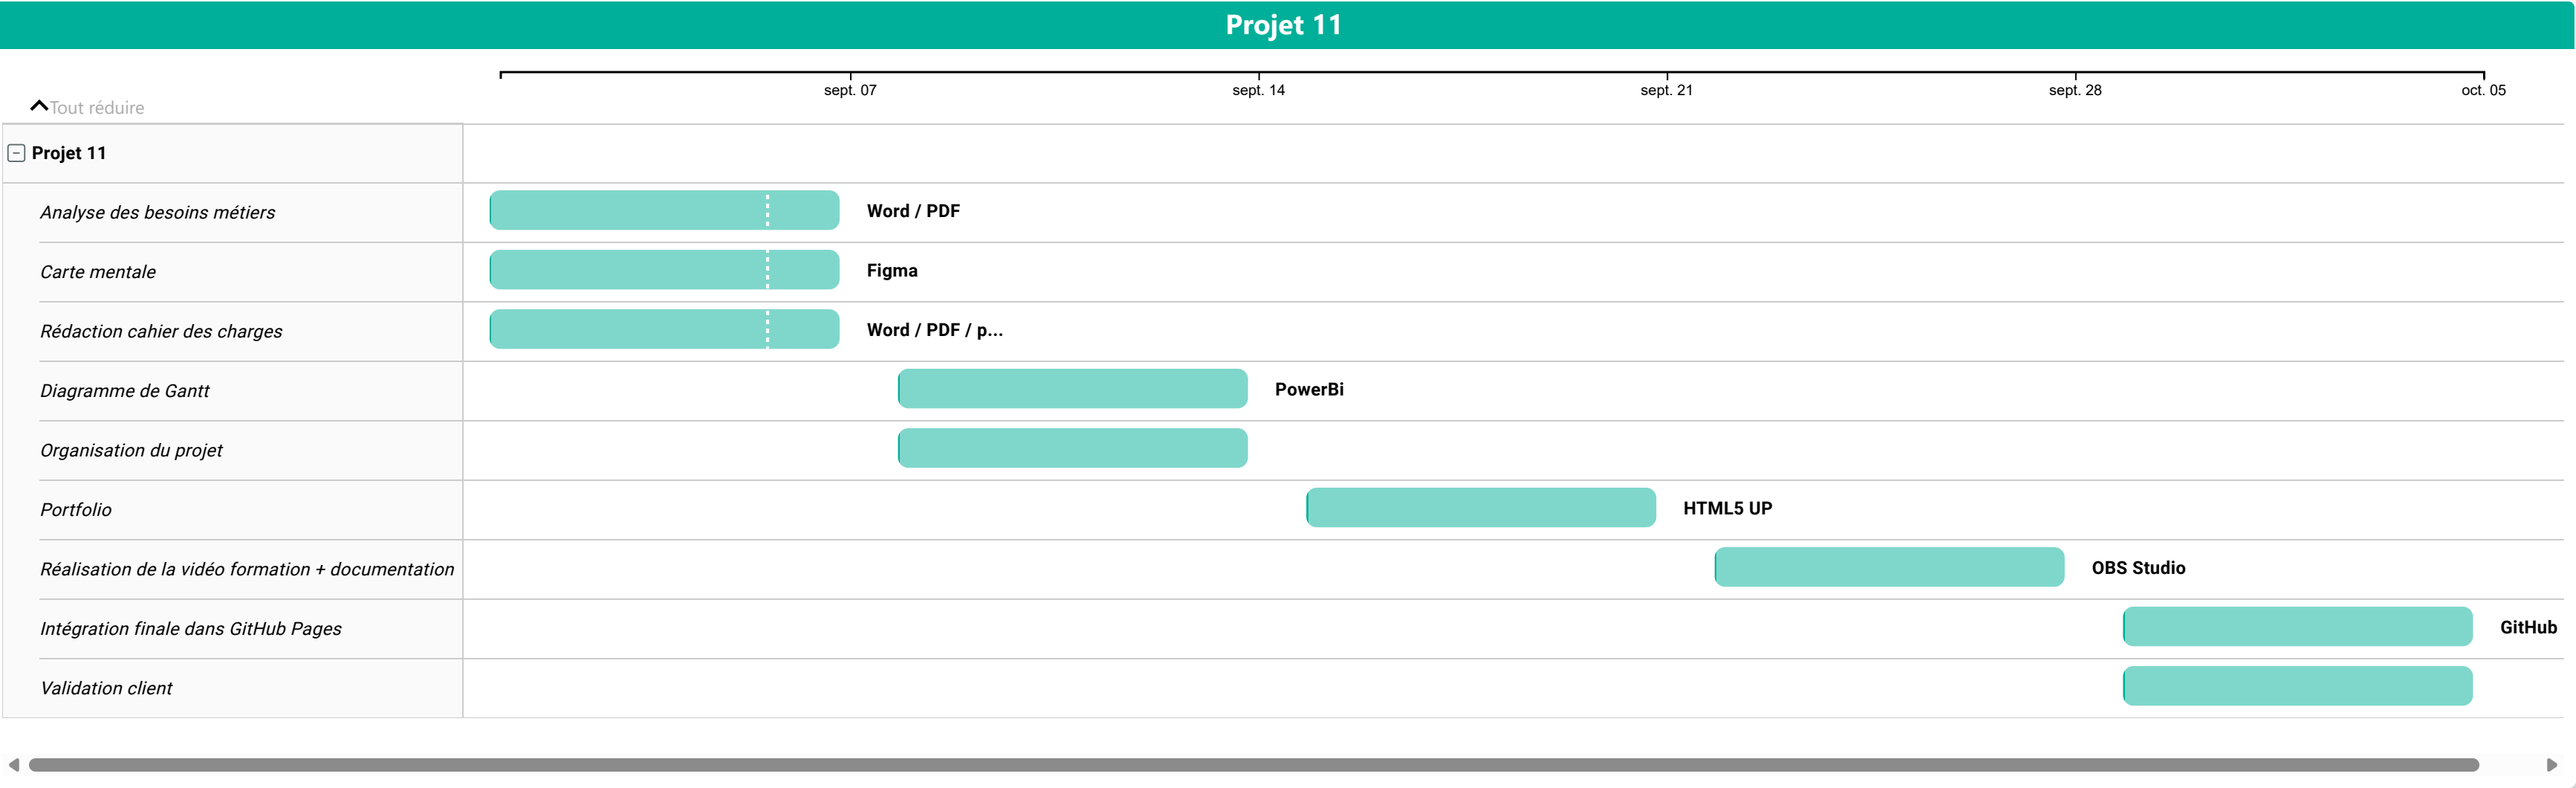 Projet 11
sept. 07 sept. 14 sept. 21 sept. 28 oct. 05
Tout réduire
Projet 11
Analyse des besoins métiers Word / PDF
Carte mentale Figma
Rédaction cahier des charges Word / PDF / p...
Diagramme de Gantt PowerBi
Organisation du projet
Portfolio HTML5 UP
Réalisation de la vidéo formation + documentation OBS Studio
Intégration finale dans GitHub Pages GitHub
Validation client